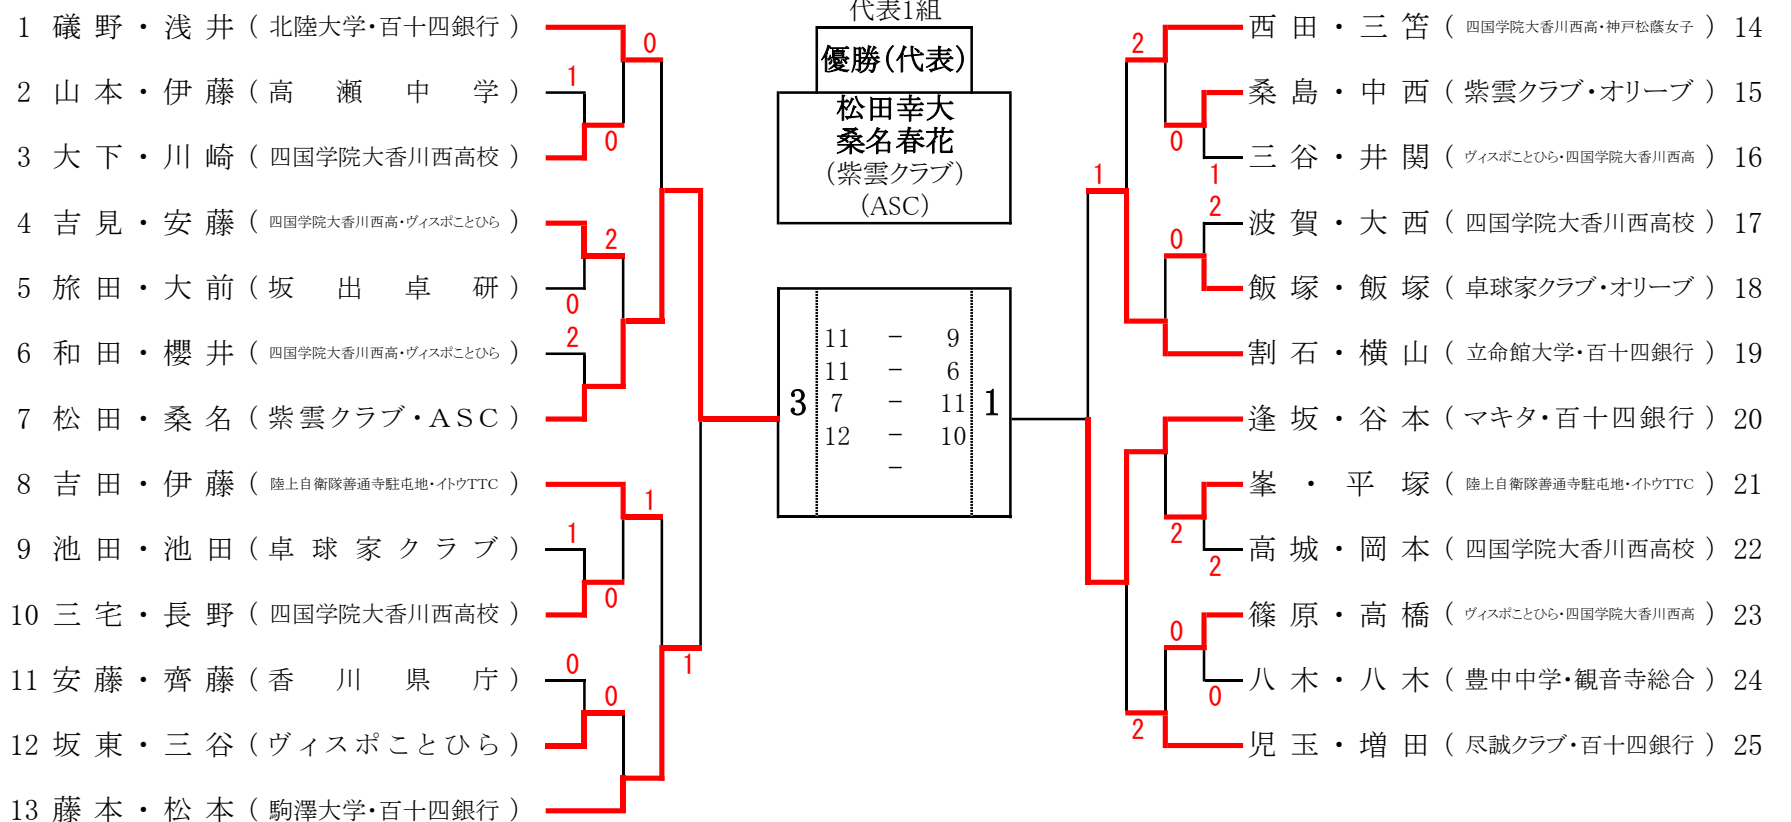 代表1組
優勝(代表)
松田幸大
桑名春花
(紫雲クラブ)
(ASC)
1 礒野・浅井(北陸大学・百十四銀行)
0
1
2 山本・伊藤(高瀬中学)
0
3 大下・川崎(四国学院大香川西高校)
4 吉見・安藤(四国学院大香川西高・ヴィスポことひら)
2
5 旅田・大前(坂出卓研)
0
2
6 和田・櫻井(四国学院大香川西高・ヴィスポことひら)
7 松田・桑名(紫雲クラブ・ASC)
8 吉田・伊藤(陸上自衛隊善通寺駐屯地・イトウTTC)
1
1
9 池田・池田(卓球家クラブ)
0
10 三宅・長野(四国学院大香川西高校)
1
0
11 安藤・齊藤(香川県庁)
0
12 坂東・三谷(ヴィスポことひら)
13 藤本・松本(駒澤大学・百十四銀行)
3
11 - 9
11 - 6
7 - 11
12 - 10
-
1
西田・三笘(四国学院大香川西高・神戸松蔭女子) 14
2
桑島・中西(紫雲クラブ・オリーブ) 15
0
三谷・井関(ヴィスポことひら・四国学院大香川西高) 16
1
1
2
波賀・大西(四国学院大香川西高校) 17
0
飯塚・飯塚(卓球家クラブ・オリーブ) 18
割石・横山(立命館大学・百十四銀行) 19
逢坂・谷本(マキタ・百十四銀行) 20
峯・平塚(陸上自衛隊善通寺駐屯地・イトウTTC) 21
2
高城・岡本(四国学院大香川西高校) 22
2
篠原・高橋(ヴィスポことひら・四国学院大香川西高) 23
0
八木・八木(豊中中学・観音寺総合) 24
0
2
児玉・増田(尽誠クラブ・百十四銀行) 25